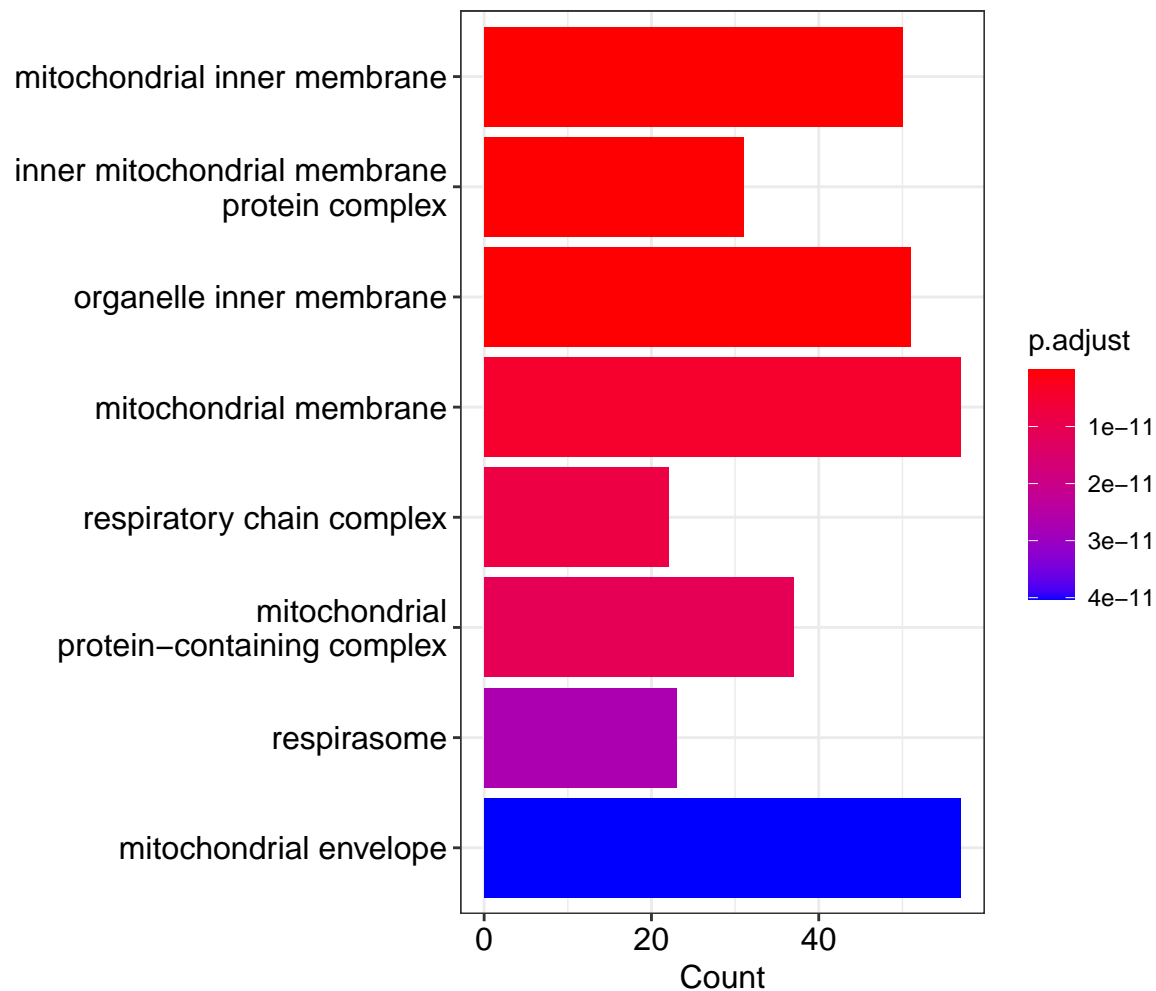 mitochondrial inner membrane
inner mitochondrial membrane
protein complex
organelle inner membrane
mitochondrial membrane
respiratory chain complex
mitochondrial
protein−containing complex
respirasome
mitochondrial envelope
0 20 40
Count
p.adjust
1e−11
2e−11
3e−11
4e−11